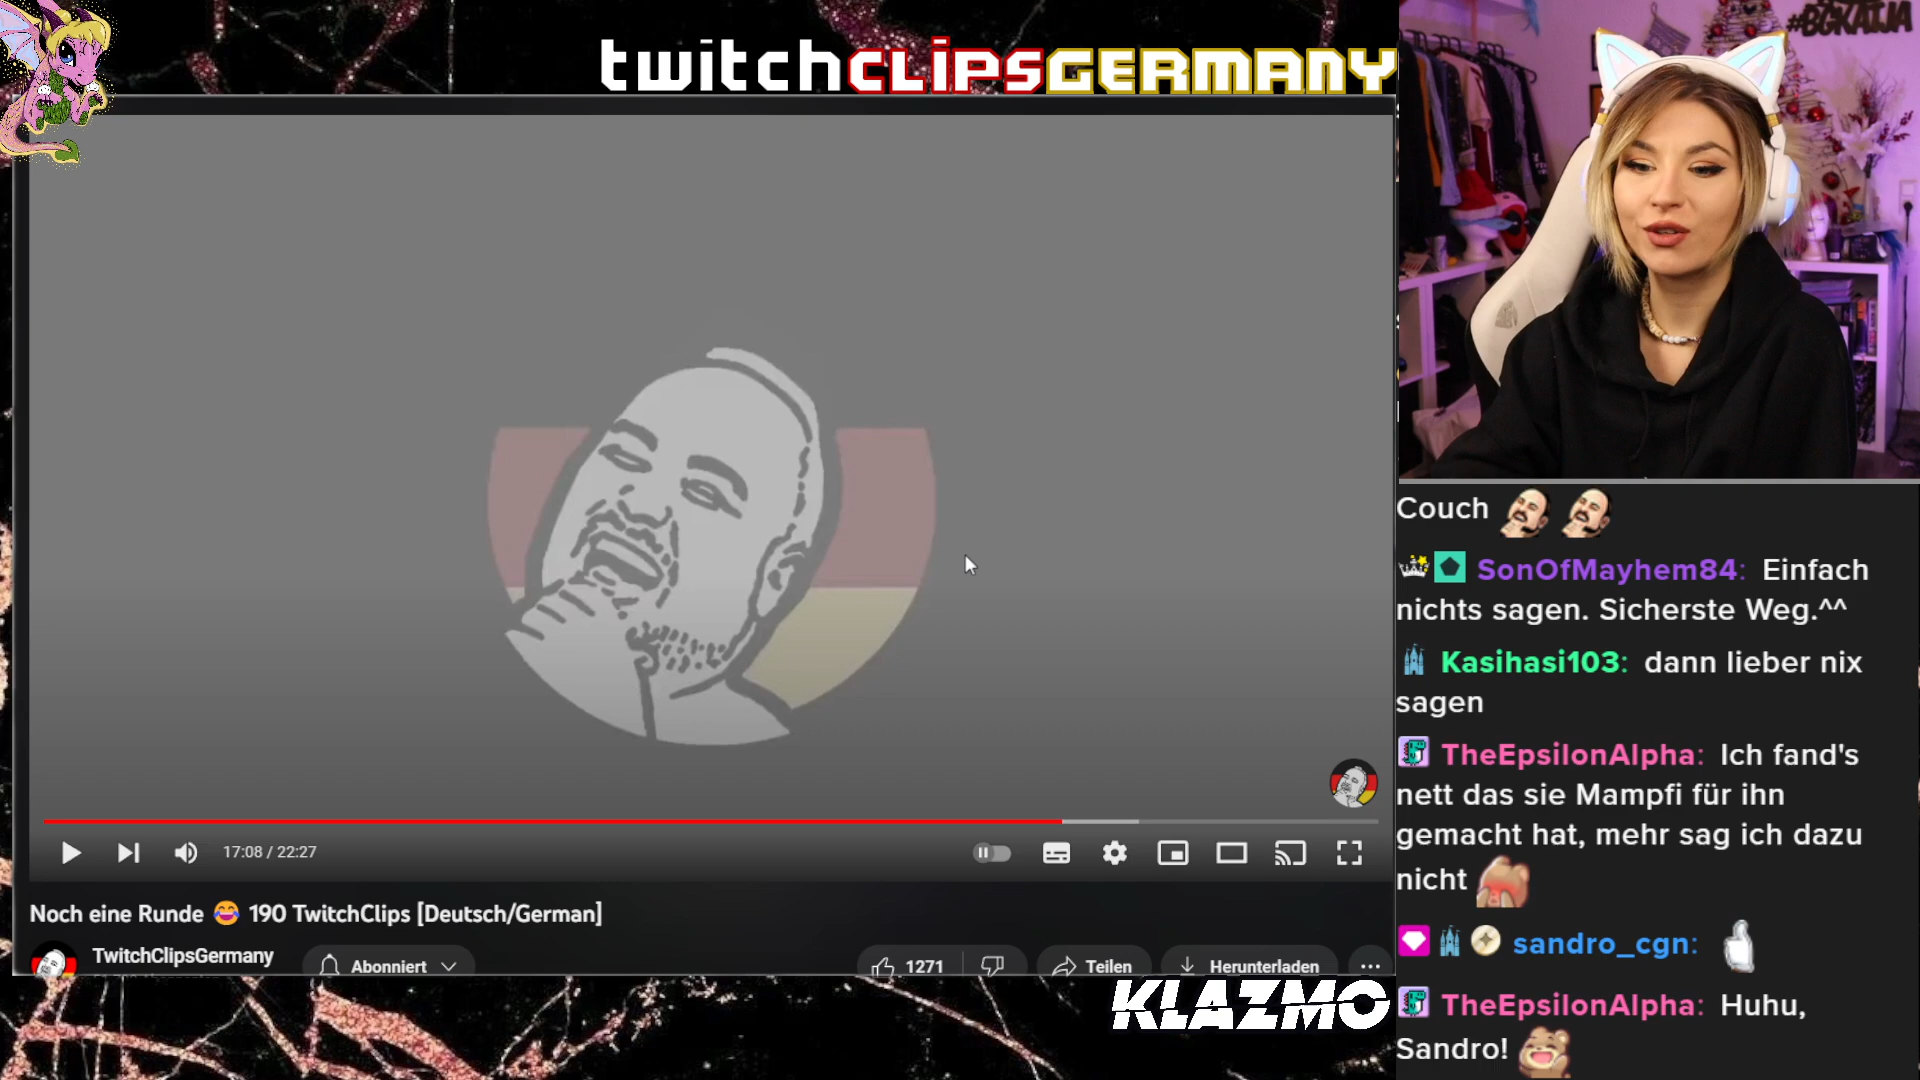 twitchCLIPSGERMANY
#BGKAIJA
17:08 / 22:27
Noch eine Runde 😂 190 TwitchClips [Deutsch/German]
TwitchClipsGermany
Abonniert
1271
Teilen
Herunterladen
KLAZMO
Couch
SonOfMayhem84: Einfach
nichts sagen. Sicherste Weg.^^
Kasihasi103: dann lieber nix
sagen
TheEpsilonAlpha: Ich fand's
nett das sie Mampfi für ihn
gemacht hat, mehr sag ich dazu
nicht
sandro_cgn:
TheEpsilonAlpha: Huhu,
Sandro!